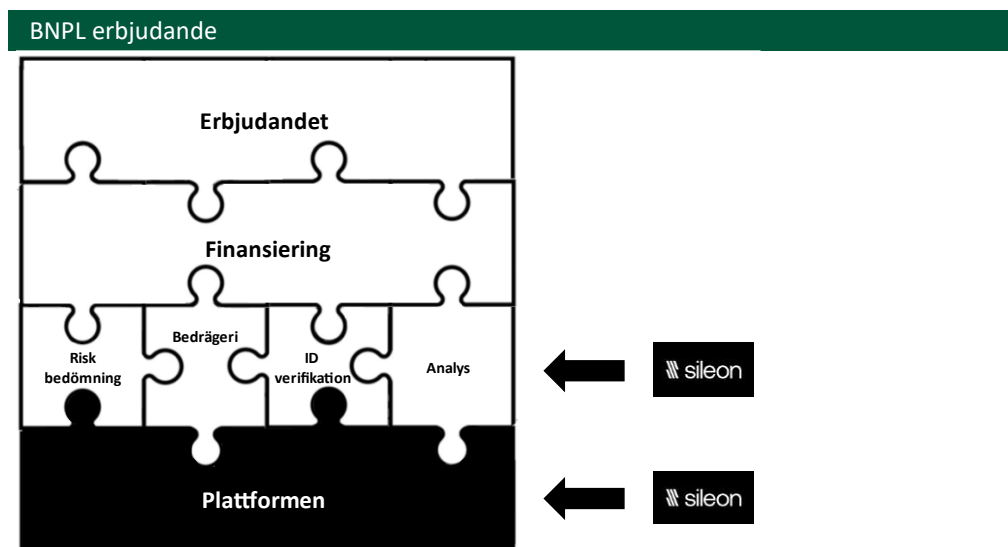 BNPL erbjudande
Erbjudandet
Finansiering
Risk
bedömning
Bedrägeri
ID
verifikation
Analys
sileon
Plattformen
sileon